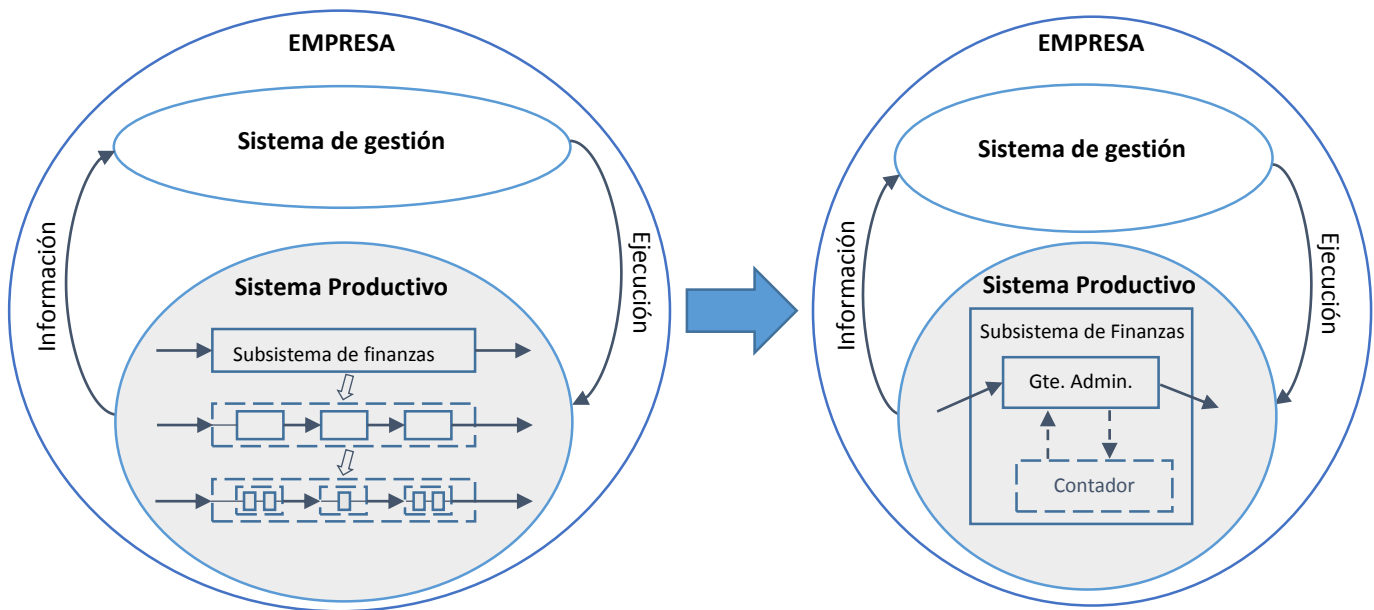 EMPRESA
Sistema de gestión
Información
Ejecución
Sistema Productivo
Subsistema de finanzas
EMPRESA
Sistema de gestión
Información
Ejecución
Sistema Productivo
Subsistema de Finanzas
Gte. Admin.
Contador